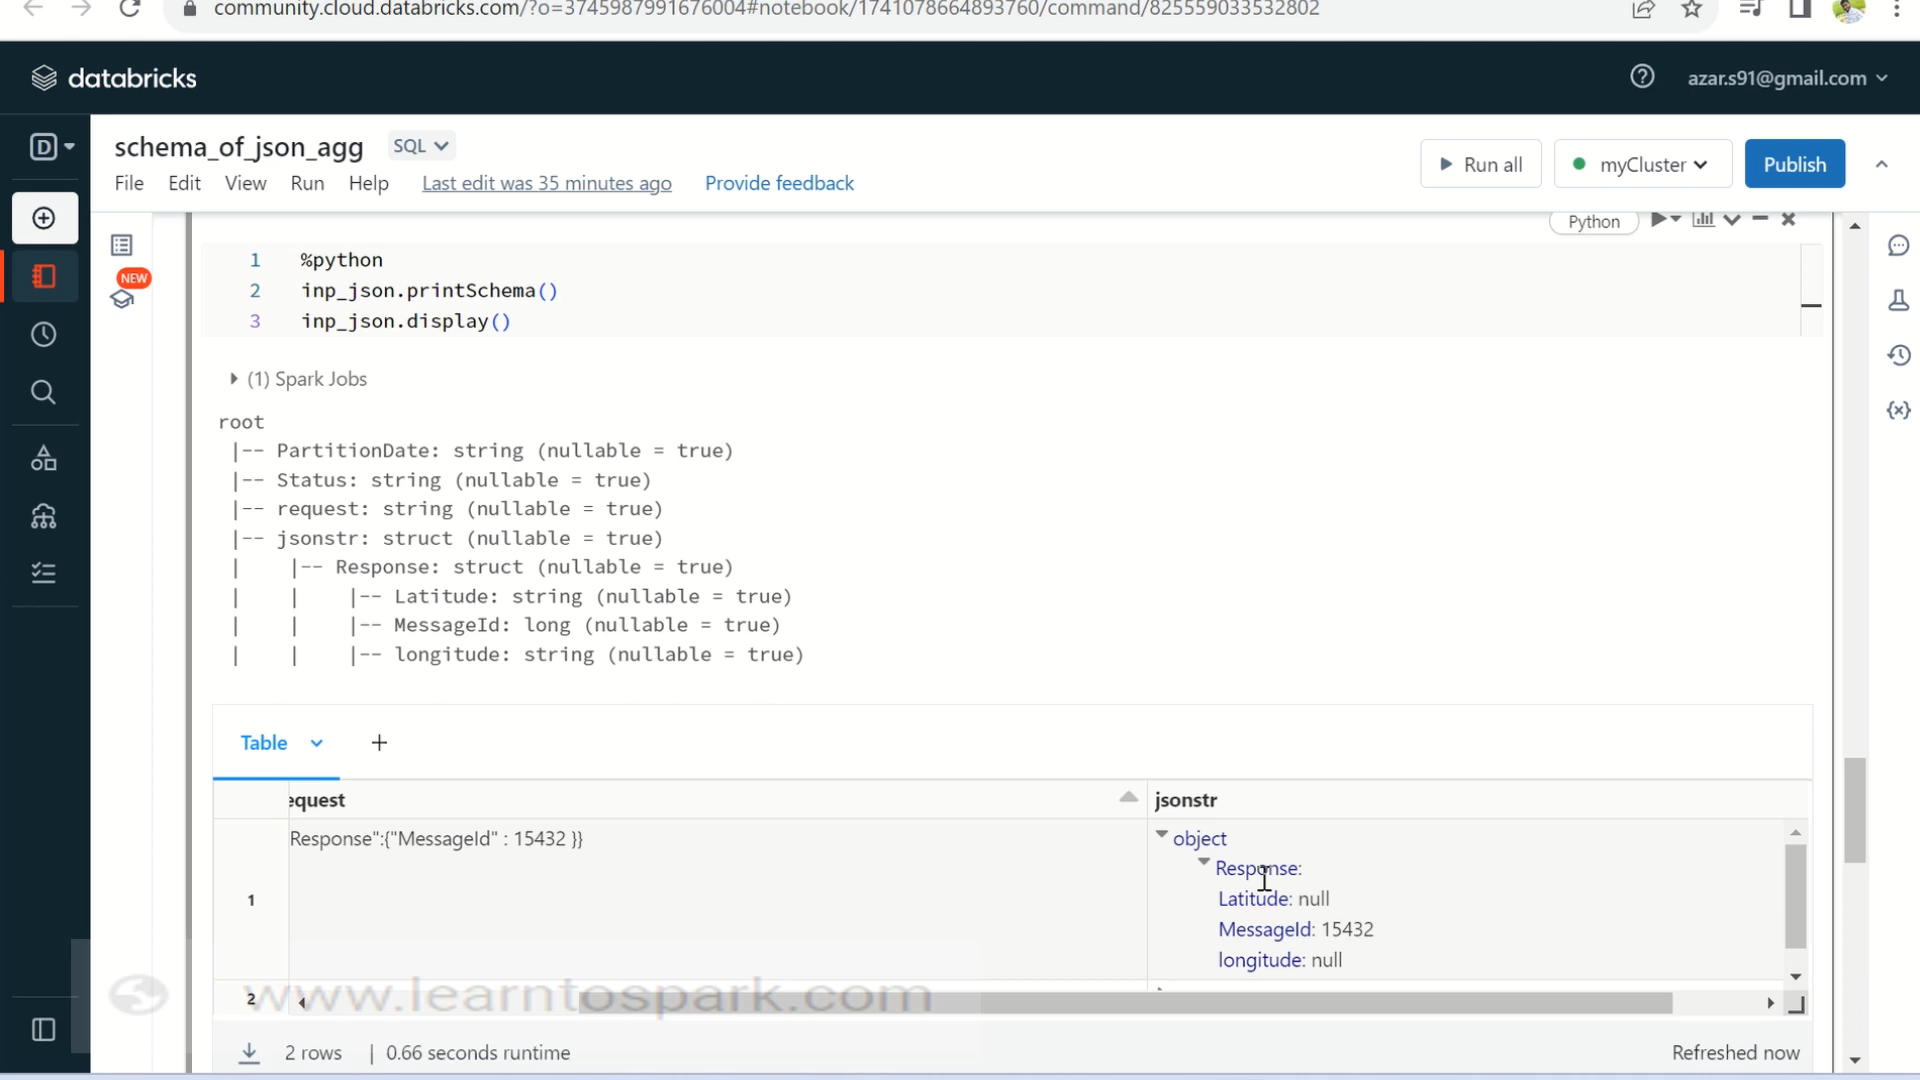 community.cloud.databricks.com/?o=3745987991676004#notebook/1741078664893760/command/825559033532802
databricks
azar.s91@gmail.com
D
schema_of_json_agg SQL
File Edit View Run Help Last edit was 35 minutes ago Provide feedback
Run all myCluster Publish
NEW
Python
1 %python
2 inp_json.printSchema()
3 inp_json.display()
(1) Spark Jobs
root
|-- PartitionDate: string (nullable = true)
|-- Status: string (nullable = true)
|-- request: string (nullable = true)
|-- jsonstr: struct (nullable = true)
| |-- Response: struct (nullable = true)
| | |-- Latitude: string (nullable = true)
| | |-- MessageId: long (nullable = true)
| | |-- longitude: string (nullable = true)
Table +
equest jsonstr
Response":{"MessageId" : 15432 }} object
Response:
1 Latitude: null
MessageId: 15432
longitude: null
2
www.learntospark.com
2 rows | 0.66 seconds runtime Refreshed now